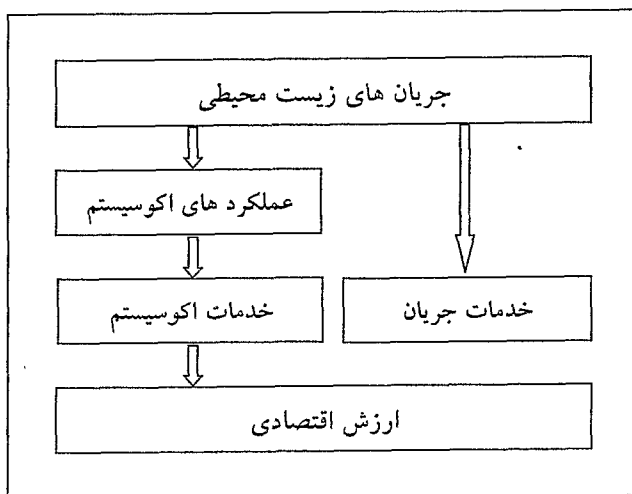 جریان های زیست محیطی
عملکرد های اکوسیستم
خدمات جریان
خدمات اکوسیستم
ارزش اقتصادی